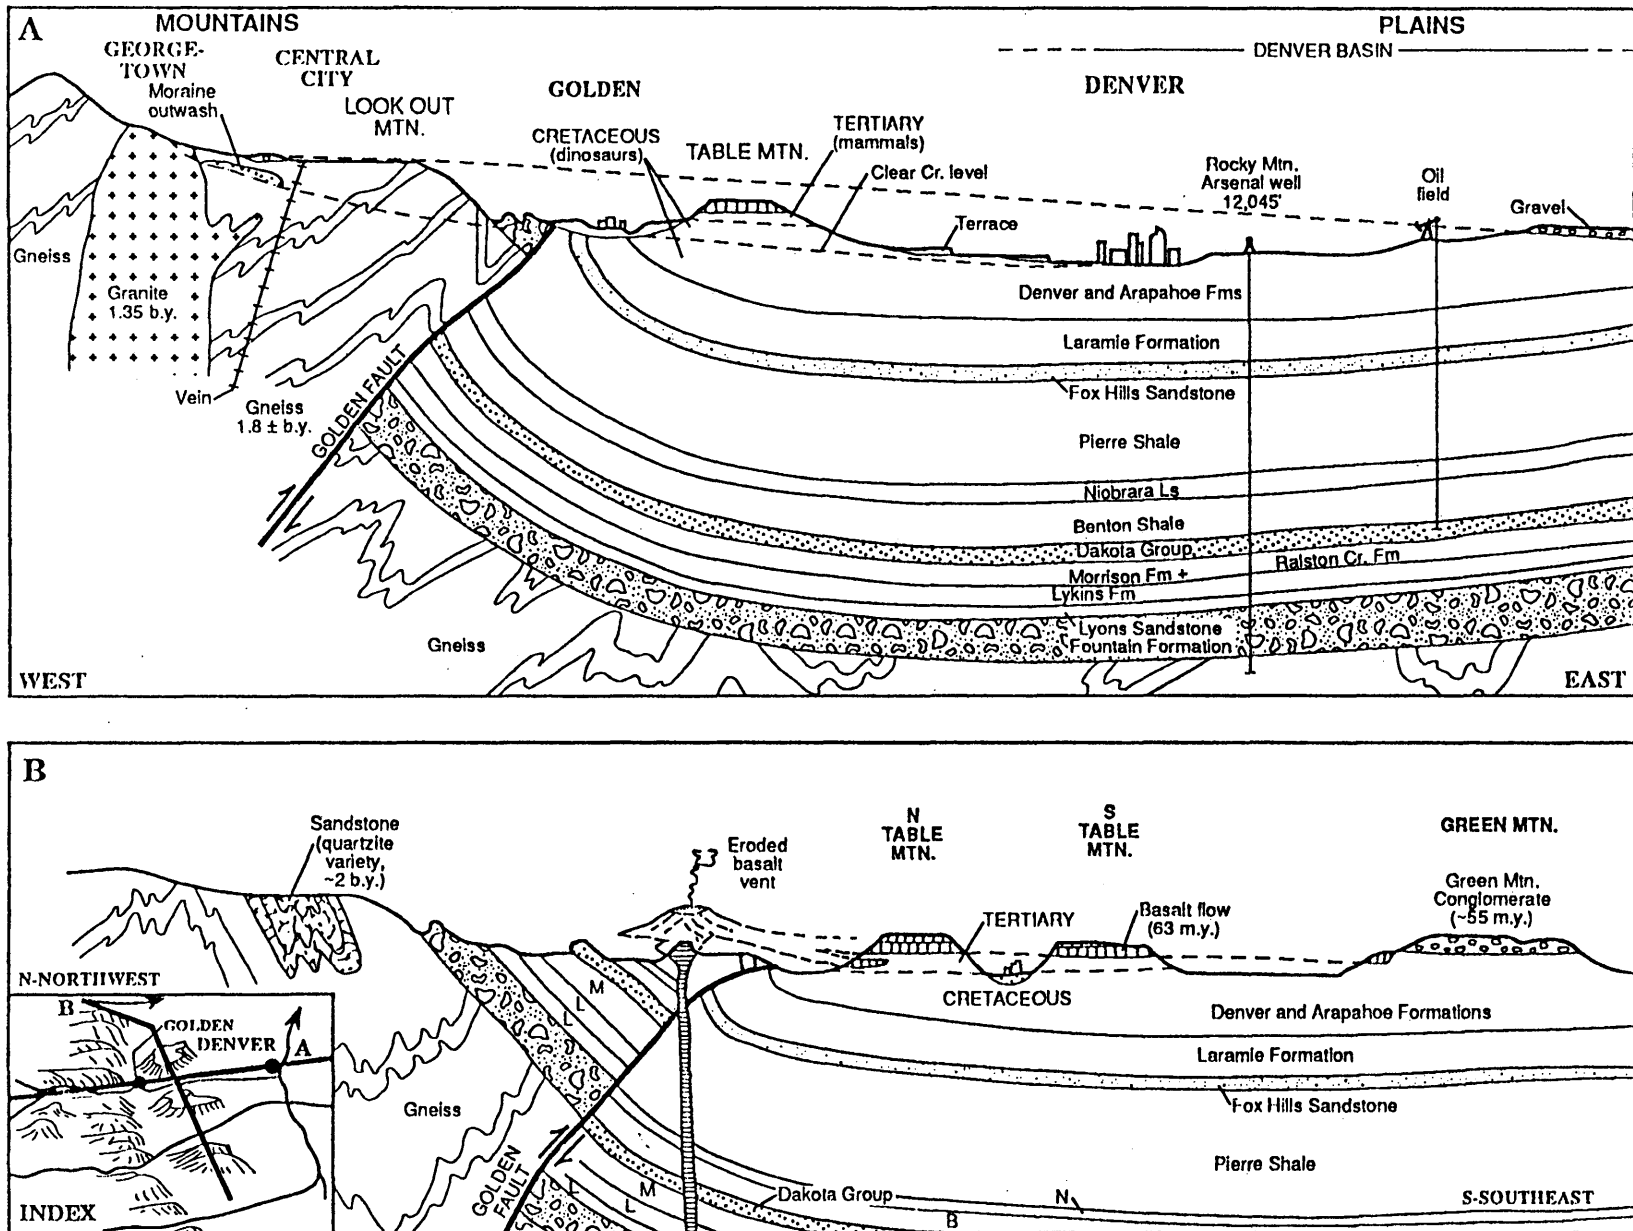 A
MOUNTAINS
PLAINS
GEORGE-
TOWN
CENTRAL
CITY
DENVER BASIN
Moraine
outwash
LOOK OUT
MTN.
GOLDEN
DENVER
CRETACEOUS
(dinosaurs)
TABLE MTN.
TERTIARY
(mammals)
Clear Cr. level
Terrace
Rocky Mtn.
Arsenal well
12,045'
Oil
field
Gravel
Gneiss
Granite
1.35 b.y.
Vein
Gneiss
1.8 ± b.y.
GOLDEN FAULT
Denver and Arapahoe Fms
Laramie Formation
Fox Hills Sandstone
Pierre Shale
Niobrara Ls
Benton Shale
Dakota Group
Ralston Cr. Fm
Morrison Fm +
Lykins Fm
Lyons Sandstone
Fountain Formation
Gneiss
WEST
EAST
B
Sandstone
(quartzite
variety,
~2 b.y.)
Eroded
basalt
vent
N
TABLE
MTN.
S
TABLE
MTN.
GREEN MTN.
Green Mtn.
Conglomerate
(~55 m.y.)
TERTIARY
Basalt flow
(63 m.y.)
CRETACEOUS
N-NORTHWEST
B
GOLDEN
DENVER
A
INDEX
M
L
L
Gneiss
GOLDEN
FAULT
Denver and Arapahoe Formations
Laramie Formation
Fox Hills Sandstone
Pierre Shale
L
L
M
Dakota Group
N
B
S-SOUTHEAST